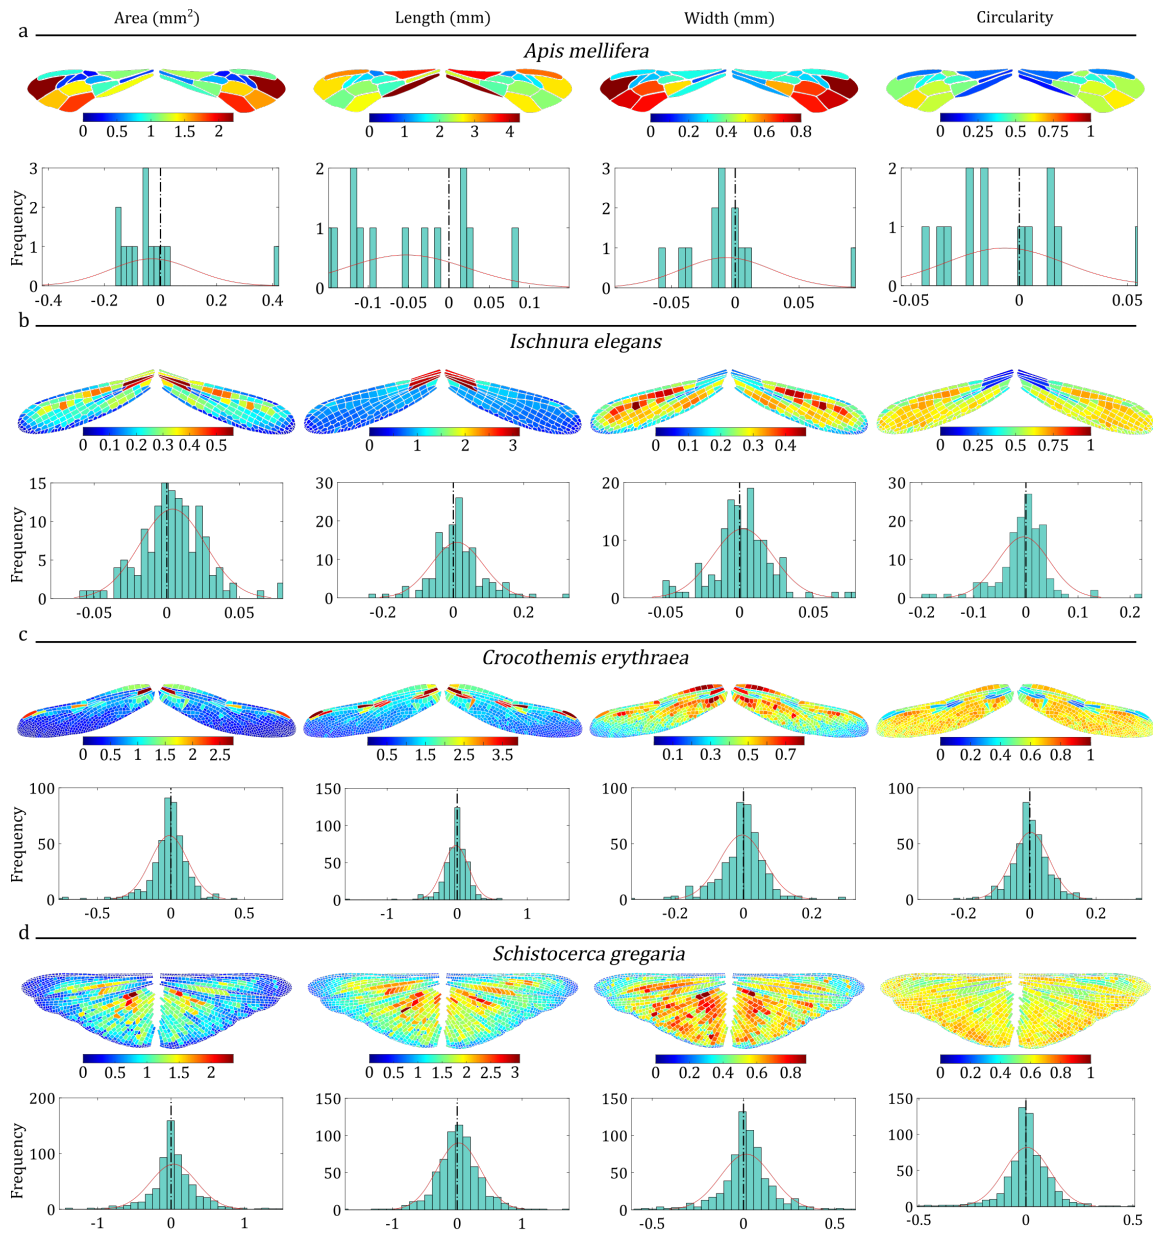 Area (mm²) Length (mm) Width (mm) Circularity
a
Apis mellifera
0 0.5 1 1.5 2 0 1 2 3 4 0 0.2 0.4 0.6 0.8 0 0.25 0.5 0.75 1
Frequency
3 2 3 2
2 1 2 1
1 0 1 0
0 0
-0.4 -0.2 0 0.2 0.4 -0.1 -0.05 0 0.05 0.1 -0.05 0 0.05 -0.05 0 0.05
b
Ischnura elegans
0 0.1 0.2 0.3 0.4 0.5 0 1 2 3 0 0.1 0.2 0.3 0.4 0 0.25 0.5 0.75 1
Frequency
15 30 20 30
10 20 10 20
5 10 0 10
0 0 0
-0.05 0 0.05 -0.2 0 0.2 -0.05 0 0.05 -0.2 -0.1 0 0.1 0.2
c
Crocothemis erythraea
0 0.5 1 1.5 2 2.5 0.5 1.5 2.5 3.5 0.1 0.3 0.5 0.7 0 0.2 0.4 0.6 0.8 1
Frequency
100 150 100 100
50 100 50 50
0 50 0 0
0
-0.5 0 0.5 -1 0 1 -0.2 0 0.2 -0.2 0 0.2
d
Schistocerca gregaria
0 0.5 1 1.5 2 0 0.5 1 1.5 2 2.5 3 0 0.2 0.4 0.6 0.8 0 0.2 0.4 0.6 0.8 1
Frequency
200 150 150 150
100 100 100 100
0 50 50 50
0 0 0
-1 0 1 -1 0 1 -0.5 0 0.5 -0.5 0 0.5